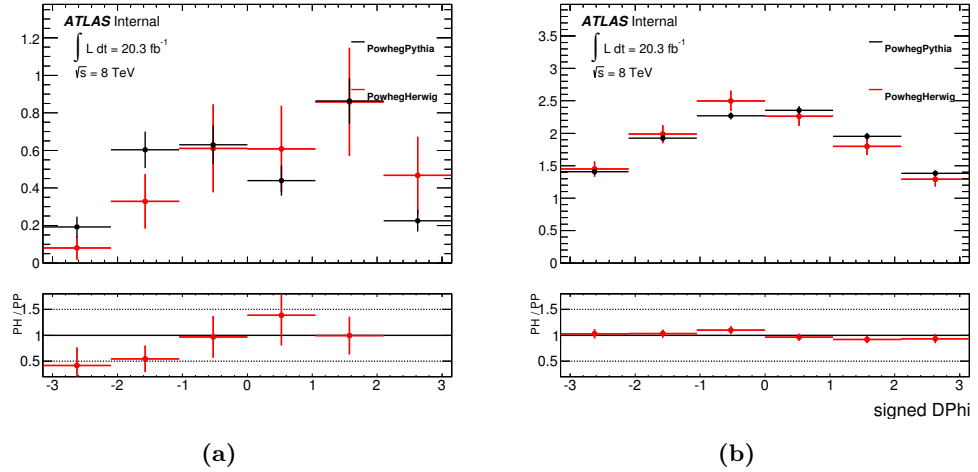 ATLAS Internal
∫ L dt = 20.3 fb⁻¹
√s = 8 TeV
PowhegPythia
PowhegHerwig
1.2
1
0.8
0.6
0.4
0.2
0
PH / PP
1.5
1
0.5
-3 -2 -1 0 1 2 3
(a)
ATLAS Internal
∫ L dt = 20.3 fb⁻¹
√s = 8 TeV
PowhegPythia
PowhegHerwig
3.5
3
2.5
2
1.5
1
0.5
0
PH / PP
1.5
1
0.5
-3 -2 -1 0 1 2 3
signed DPhi
(b)